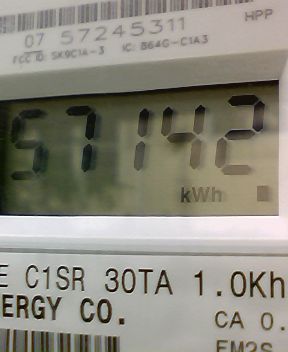 HPP
07 57245311
FCC ID: SK9C1A-3 IC: 864G-C1A3
57142
kWh
E C1SR 30TA 1.0Kh
ERGY CO.
CA 0.
FM2S